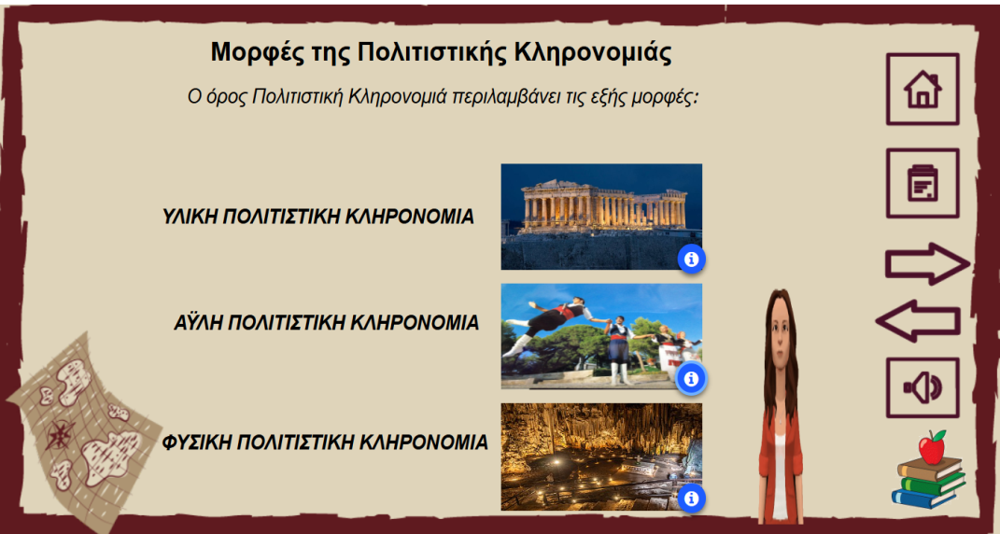 Μορφές της Πολιτιστικής Κληρονομιάς
Ο όρος Πολιτιστική Κληρονομιά περιλαμβάνει τις εξής μορφές:
ΥΛΙΚΗ ΠΟΛΙΤΙΣΤΙΚΗ ΚΛΗΡΟΝΟΜΙΑ
ΑΫΛΗ ΠΟΛΙΤΙΣΤΙΚΗ ΚΛΗΡΟΝΟΜΙΑ
ΦΥΣΙΚΗ ΠΟΛΙΤΙΣΤΙΚΗ ΚΛΗΡΟΝΟΜΙΑ